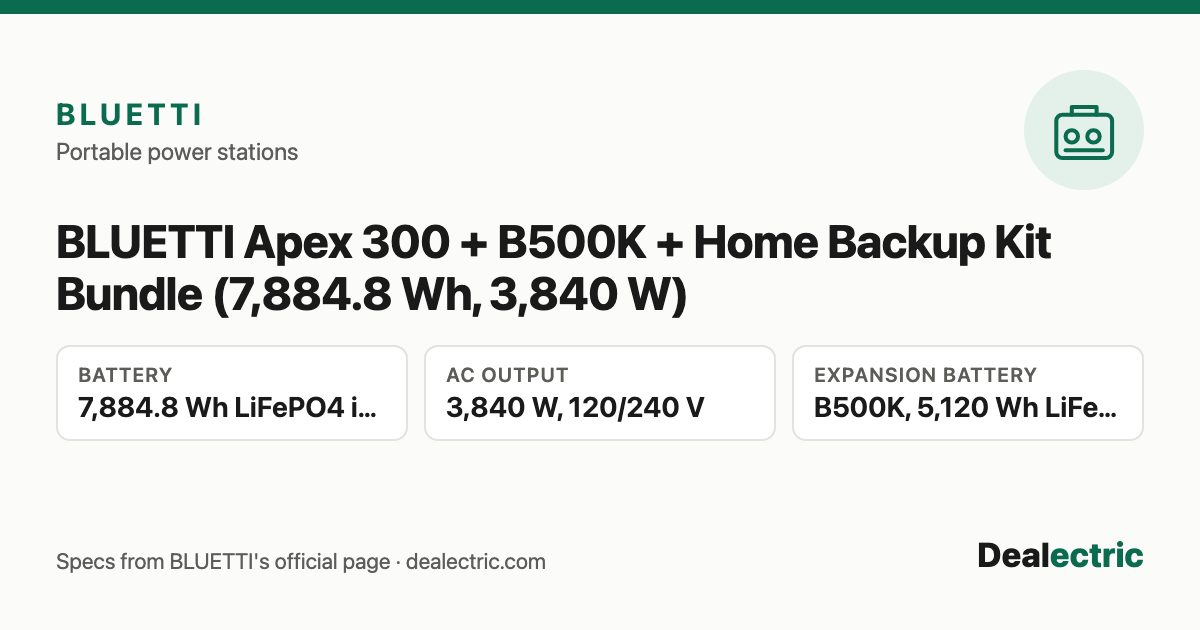 BLUETTI
Portable power stations
BLUETTI Apex 300 + B500K + Home Backup Kit
Bundle (7,884.8 Wh, 3,840 W)
BATTERY
7,884.8 Wh LiFePO4 i...
AC OUTPUT
3,840 W, 120/240 V
EXPANSION BATTERY
B500K, 5,120 Wh LiFe...
Specs from BLUETTI's official page · dealectric.com
Dealectric